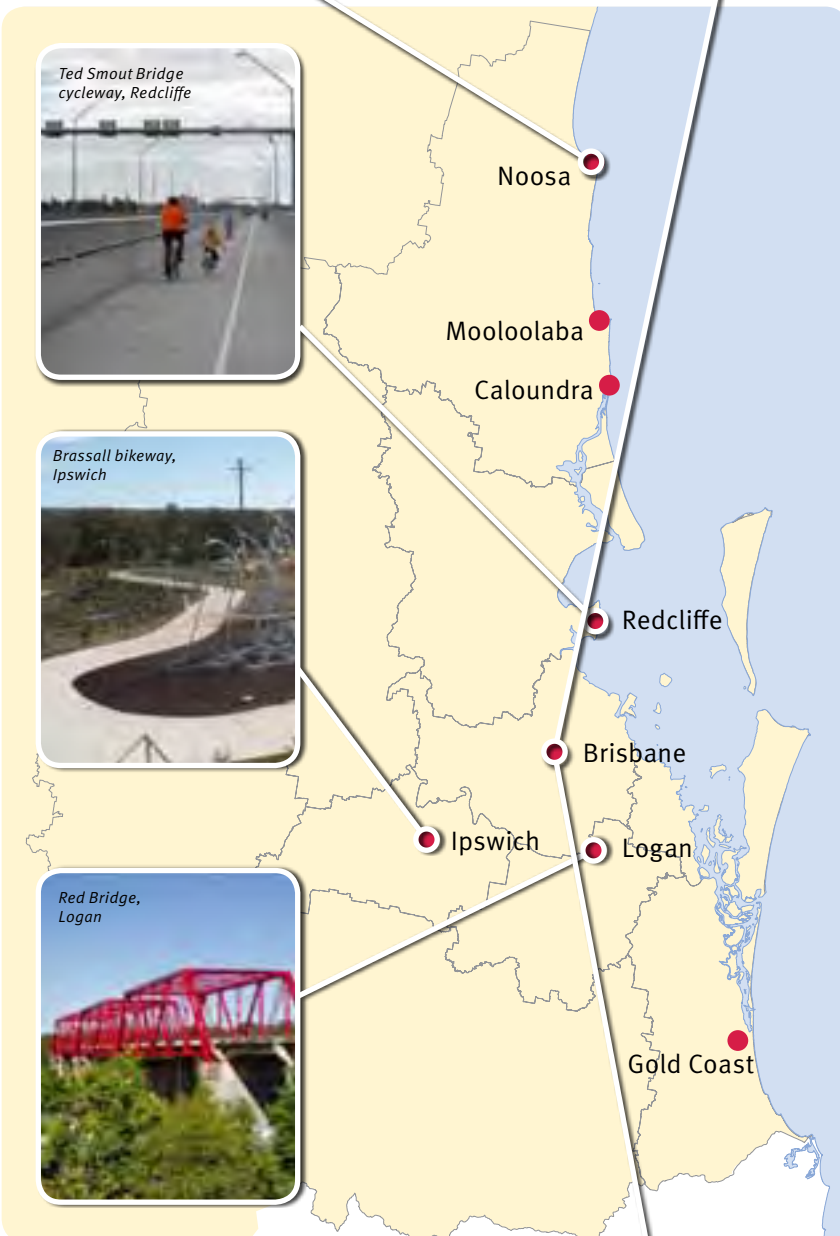 Ted Smout Bridge
cycleway, Redcliffe
Noosa
Mooloolaba
Caloundra
Brassall bikeway,
Ipswich
Redcliffe
Brisbane
Ipswich
Logan
Red Bridge,
Logan
Gold Coast